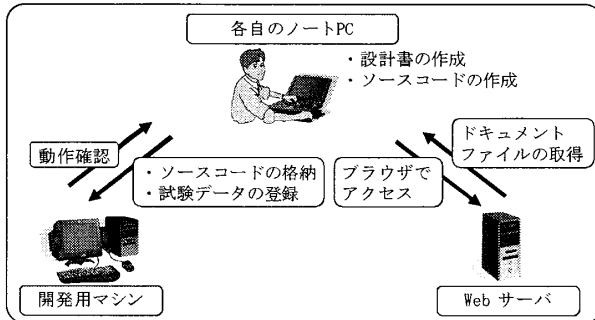 各自のノートPC
・設計書の作成
・ソースコードの作成
動作確認
・ソースコードの格納
・試験データの登録
ブラウザで
アクセス
ドキュメント
ファイルの取得
開発用マシン
Web サーバ